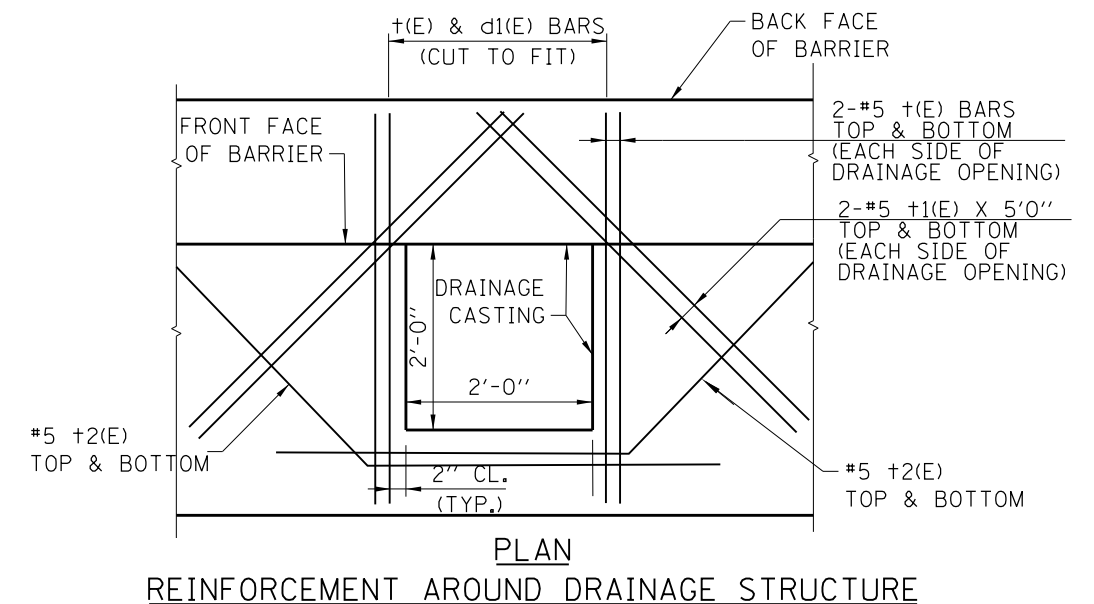 t(E) & d1(E) BARS
(CUT TO FIT)
BACK FACE
OF BARRIER
FRONT FACE
OF BARRIER
2-#5 t(E) BARS
TOP & BOTTOM
(EACH SIDE OF
DRAINAGE OPENING)
2-#5 t1(E) X 5'0"
TOP & BOTTOM
(EACH SIDE OF
DRAINAGE OPENING)
DRAINAGE
CASTING
2'-0"
2'-0"
#5 t2(E)
TOP & BOTTOM
2" CL.
(TYP.)
#5 t2(E)
TOP & BOTTOM
PLAN
REINFORCEMENT AROUND DRAINAGE STRUCTURE